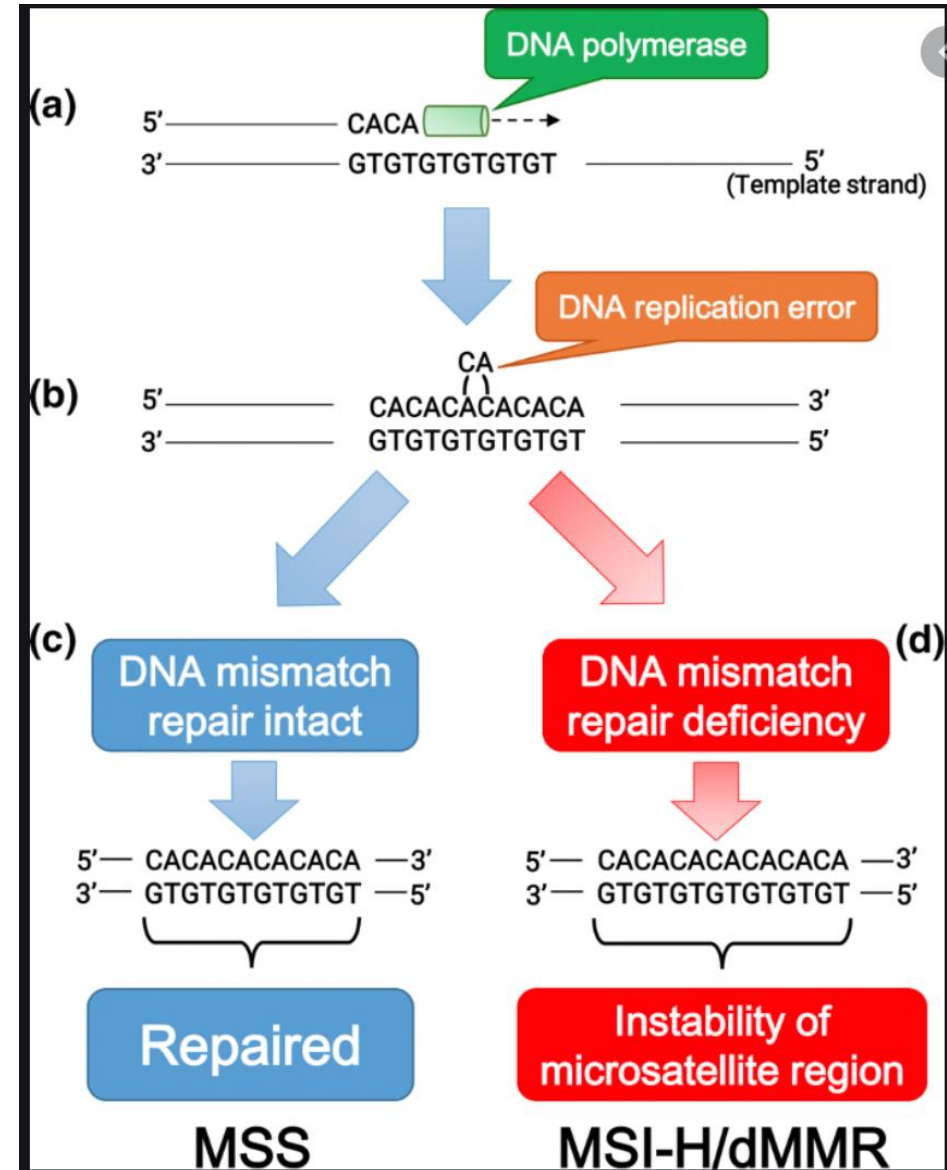 DNA polymerase
(a)
5’ CACA
3’ GTGTGTGTGTGT 5’
(Template strand)
DNA replication error
CA
(b)
5’ CACACACACACA 3’
3’ GTGTGTGTGTGT 5’
(c)
DNA mismatch
repair intact
(d)
DNA mismatch
repair deficiency
5’ CACACACACACA 3’
3’ GTGTGTGTGTGT 5’
5’ CACACACACACACA 3’
3’ GTGTGTGTGTGTGT 5’
Repaired
Instability of
microsatellite region
MSS
MSI-H/dMMR